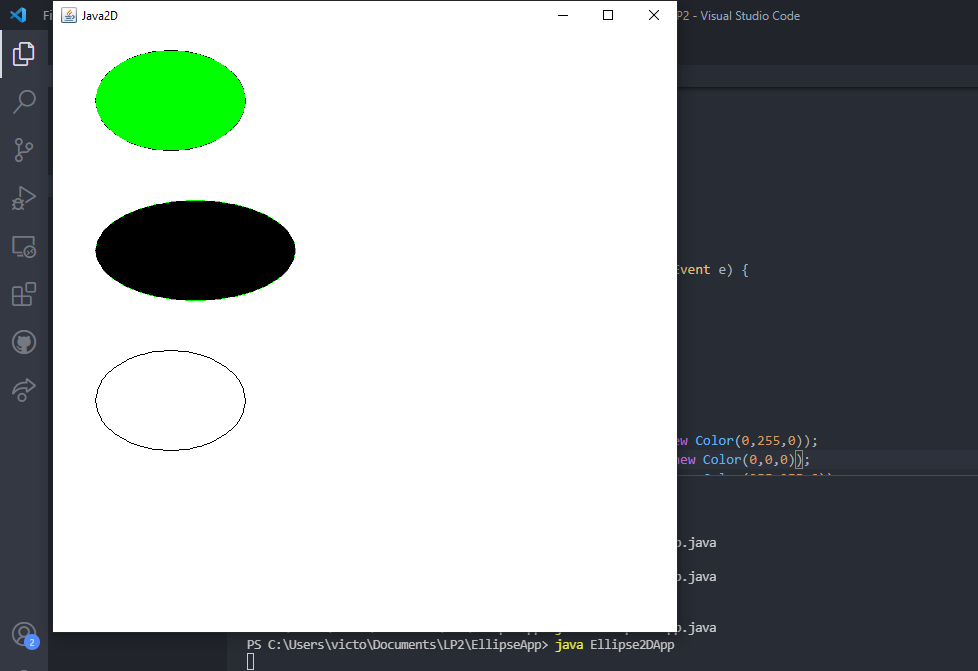 Fi
Java2D
P2 - Visual Studio Code
Event e) {
ew Color(0,255,0));
new Color(0,0,0));
p.java
p.java
p.java
PS C:\Users\victo\Documents\LP2\EllipseApp> java Ellipse2DApp
2